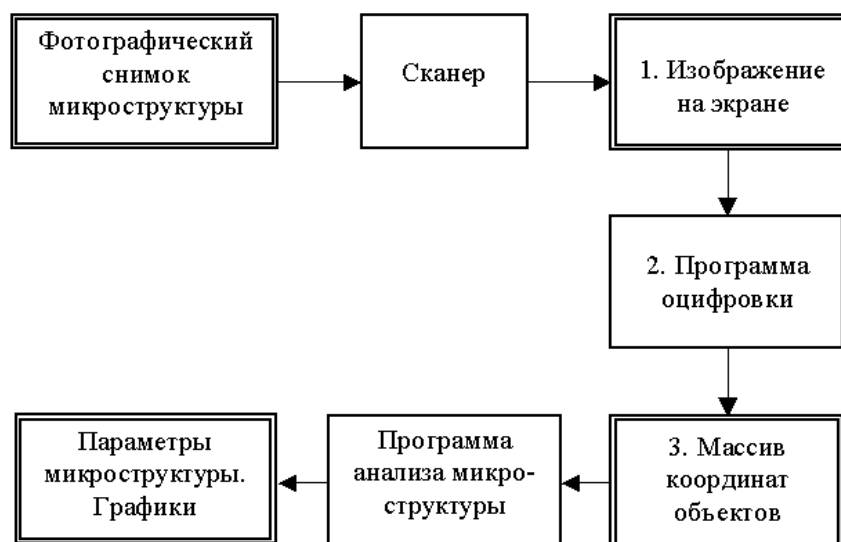 Фотографический
снимок
микроструктуры
Сканер
1. Изображение
на экране
2. Программа
оцифровки
3. Массив
координат
объектов
Программа
анализа микро-
структуры
Параметры
микроструктуры.
Графики